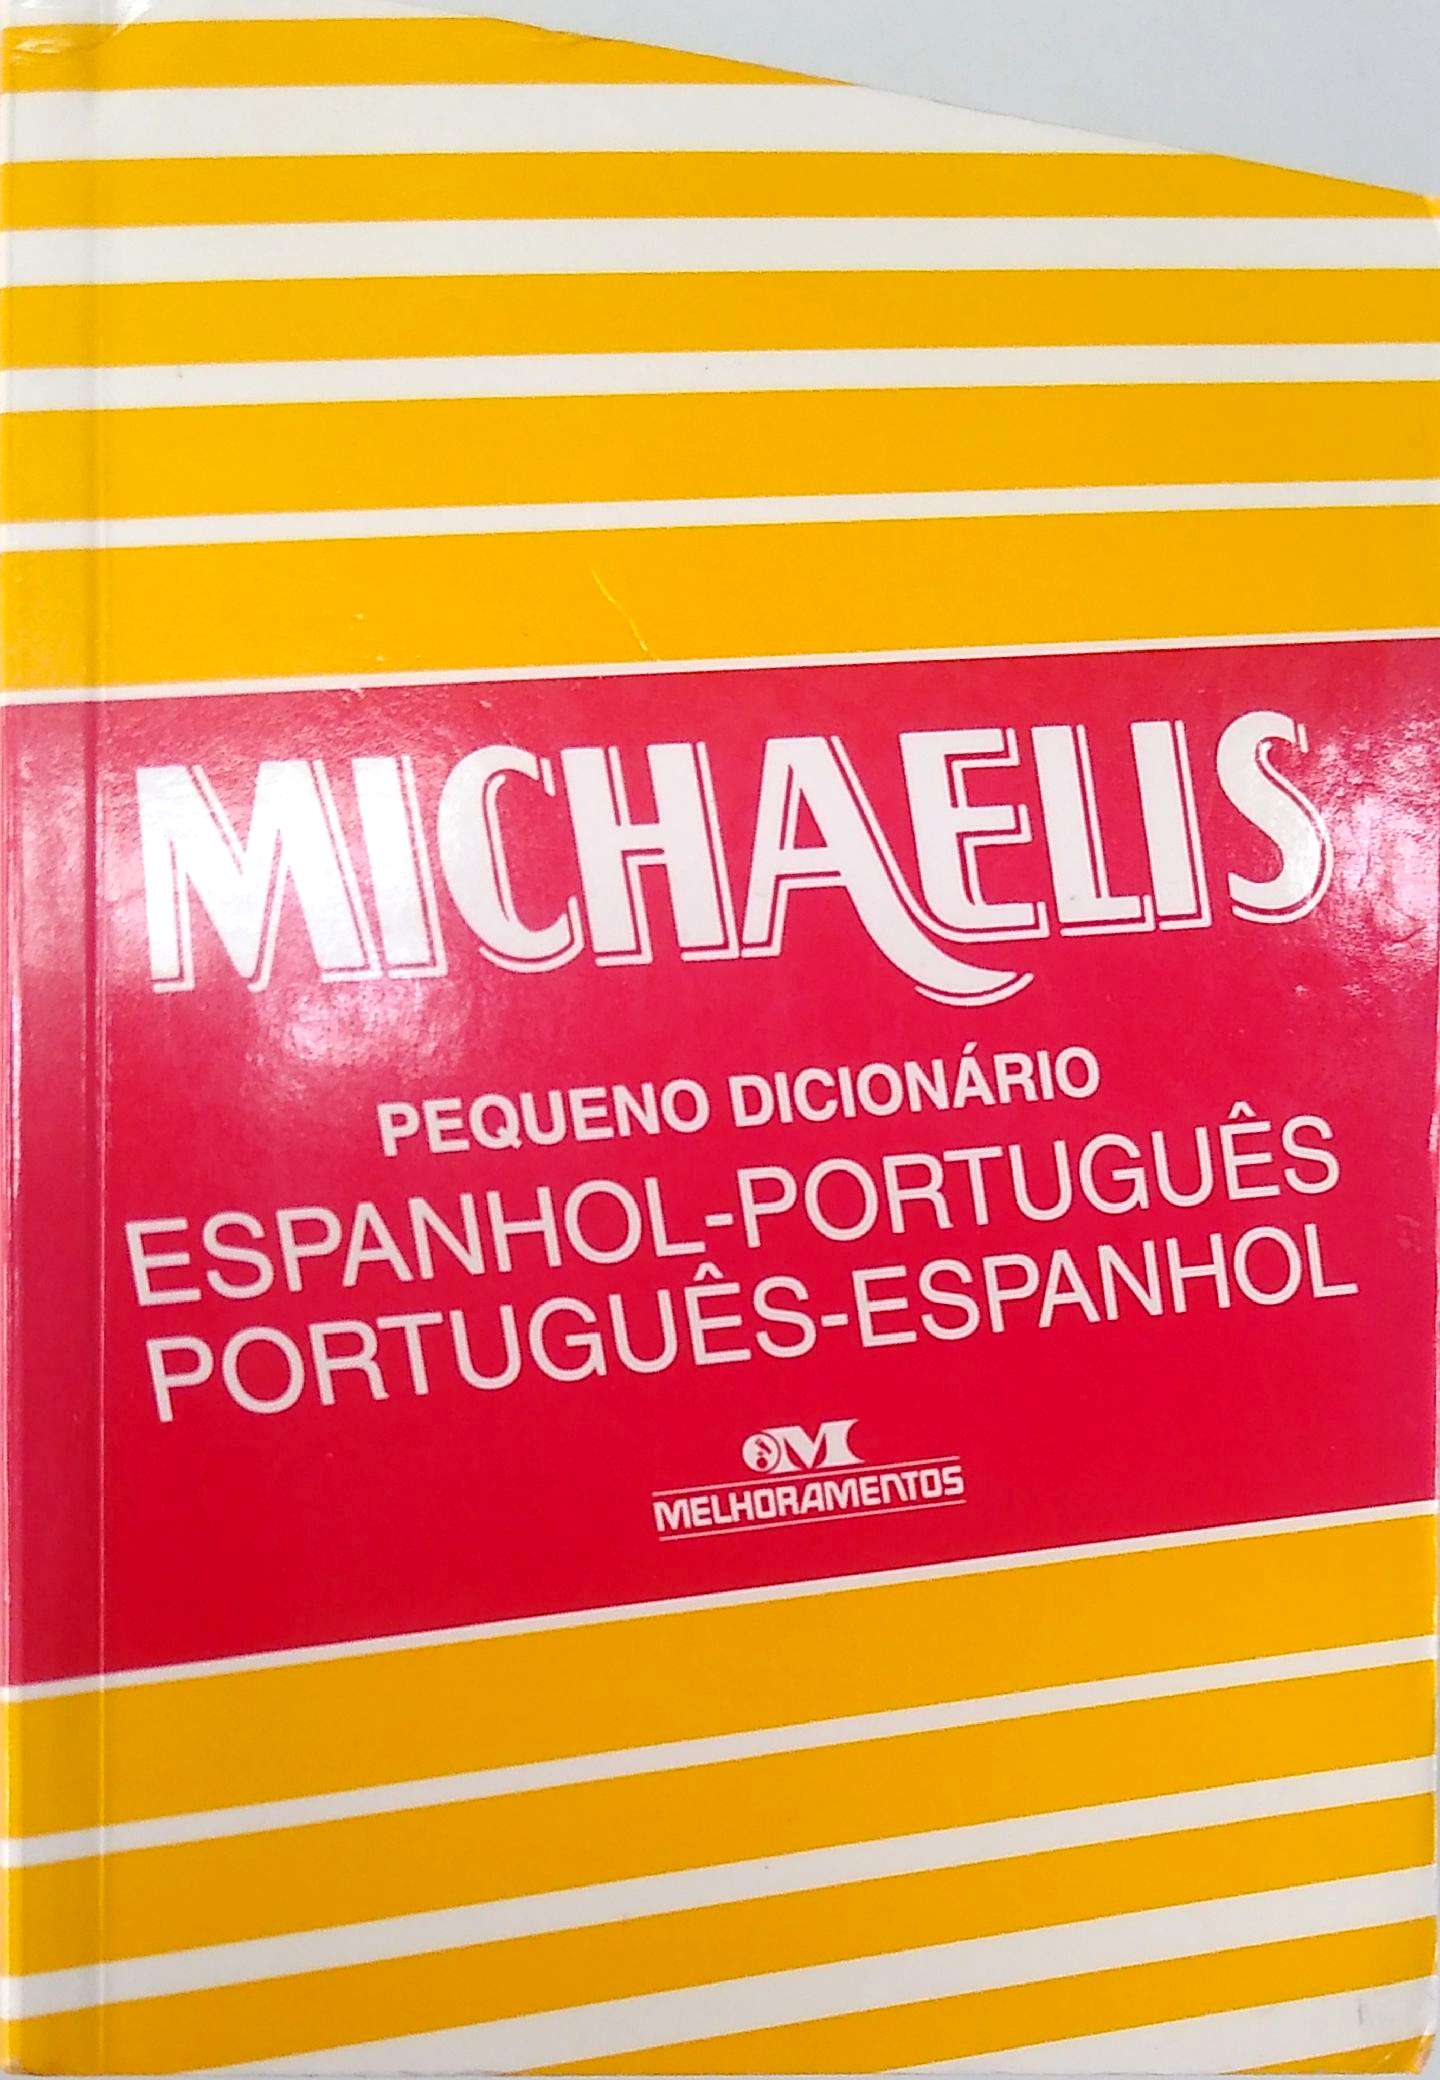 MICHAELIS
PEQUENO DICIONÁRIO
ESPANHOL-PORTUGUÊS
PORTUGUÊS-ESPANHOL
M
MELHORAMENTOS